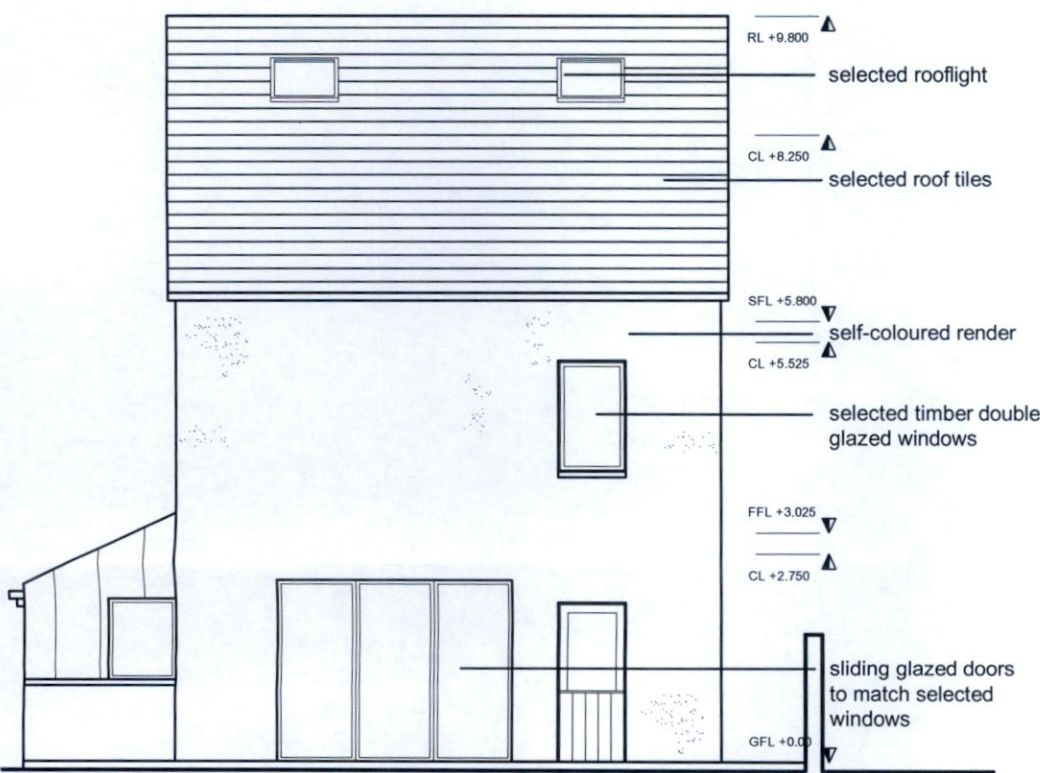 RL +9.800
selected rooflight
CL +8.250
selected roof tiles
SFL +5.800
self-coloured render
CL +5.525
selected timber double
glazed windows
FFL +3.025
CL +2.750
sliding glazed doors
to match selected
windows
GFL +0.00